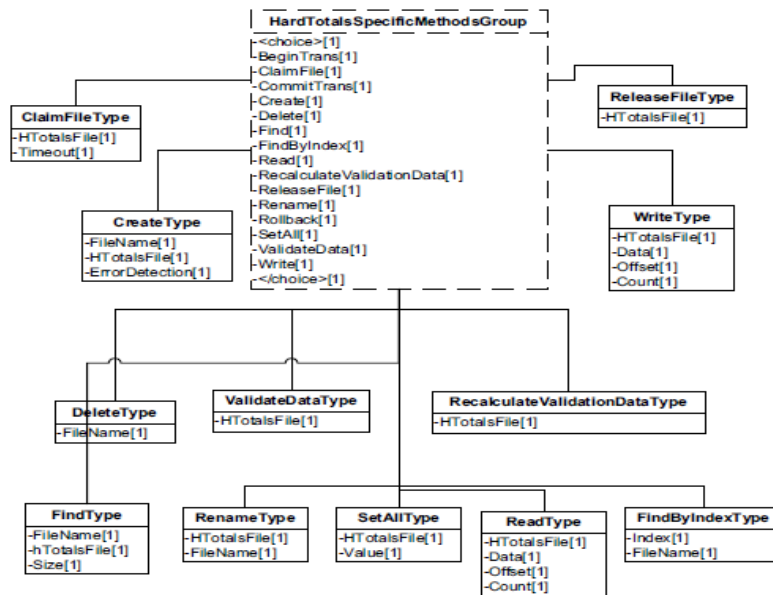 HardTotalsSpecificMethodsGroup
-<choice>[1]
-BeginTrans[1]
-ClaimFile[1]
-CommitTrans[1]
-Create[1]
-Delete[1]
-Find[1]
-FindByIndex[1]
-Read[1]
-RecalculateValidationData[1]
-ReleaseFile[1]
-Rename[1]
-Rollback[1]
-SetAll[1]
-ValidateData[1]
-Write[1]
-</choice>[1]
ClaimFileType
-HTotalsFile[1]
-Timeout[1]
ReleaseFileType
-HTotalsFile[1]
CreateType
-FileName[1]
-HTotalsFile[1]
-ErrorDetection[1]
WriteType
-HTotalsFile[1]
-Data[1]
-Offset[1]
-Count[1]
DeleteType
-FileName[1]
ValidateDataType
-HTotalsFile[1]
RecalculateValidationDataType
-HTotalsFile[1]
FindType
-FileName[1]
-hTotalsFile[1]
-Size[1]
RenameType
-HTotalsFile[1]
-FileName[1]
SetAllType
-HTotalsFile[1]
-Value[1]
ReadType
-HTotalsFile[1]
-Data[1]
-Offset[1]
-Count[1]
FindByIndexType
-Index[1]
-FileName[1]